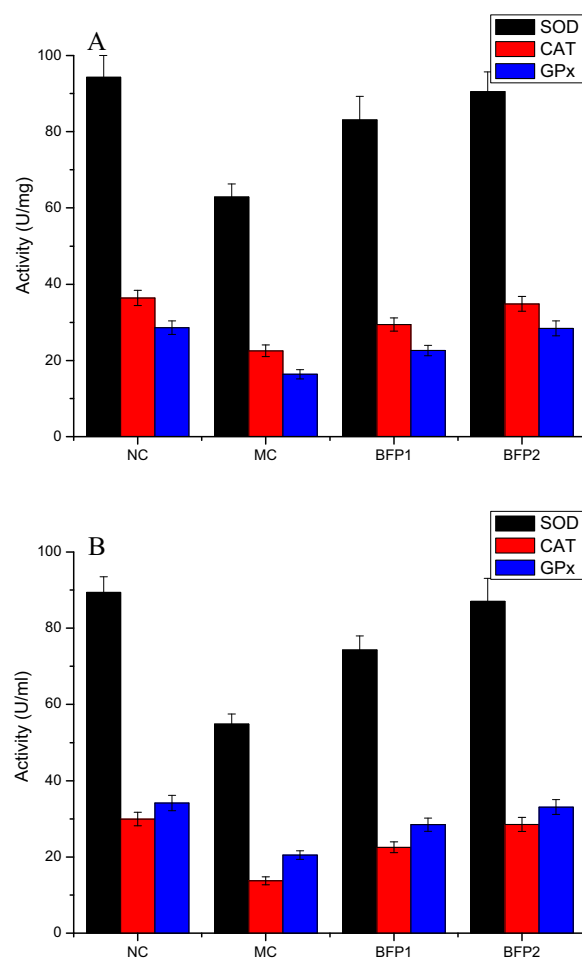 A
SOD
CAT
GPx
100
80
60
40
20
0
Activity (U/mg)
NC
MC
BFP1
BFP2
B
SOD
CAT
GPx
100
80
60
40
20
0
Activity (U/ml)
NC
MC
BFP1
BFP2